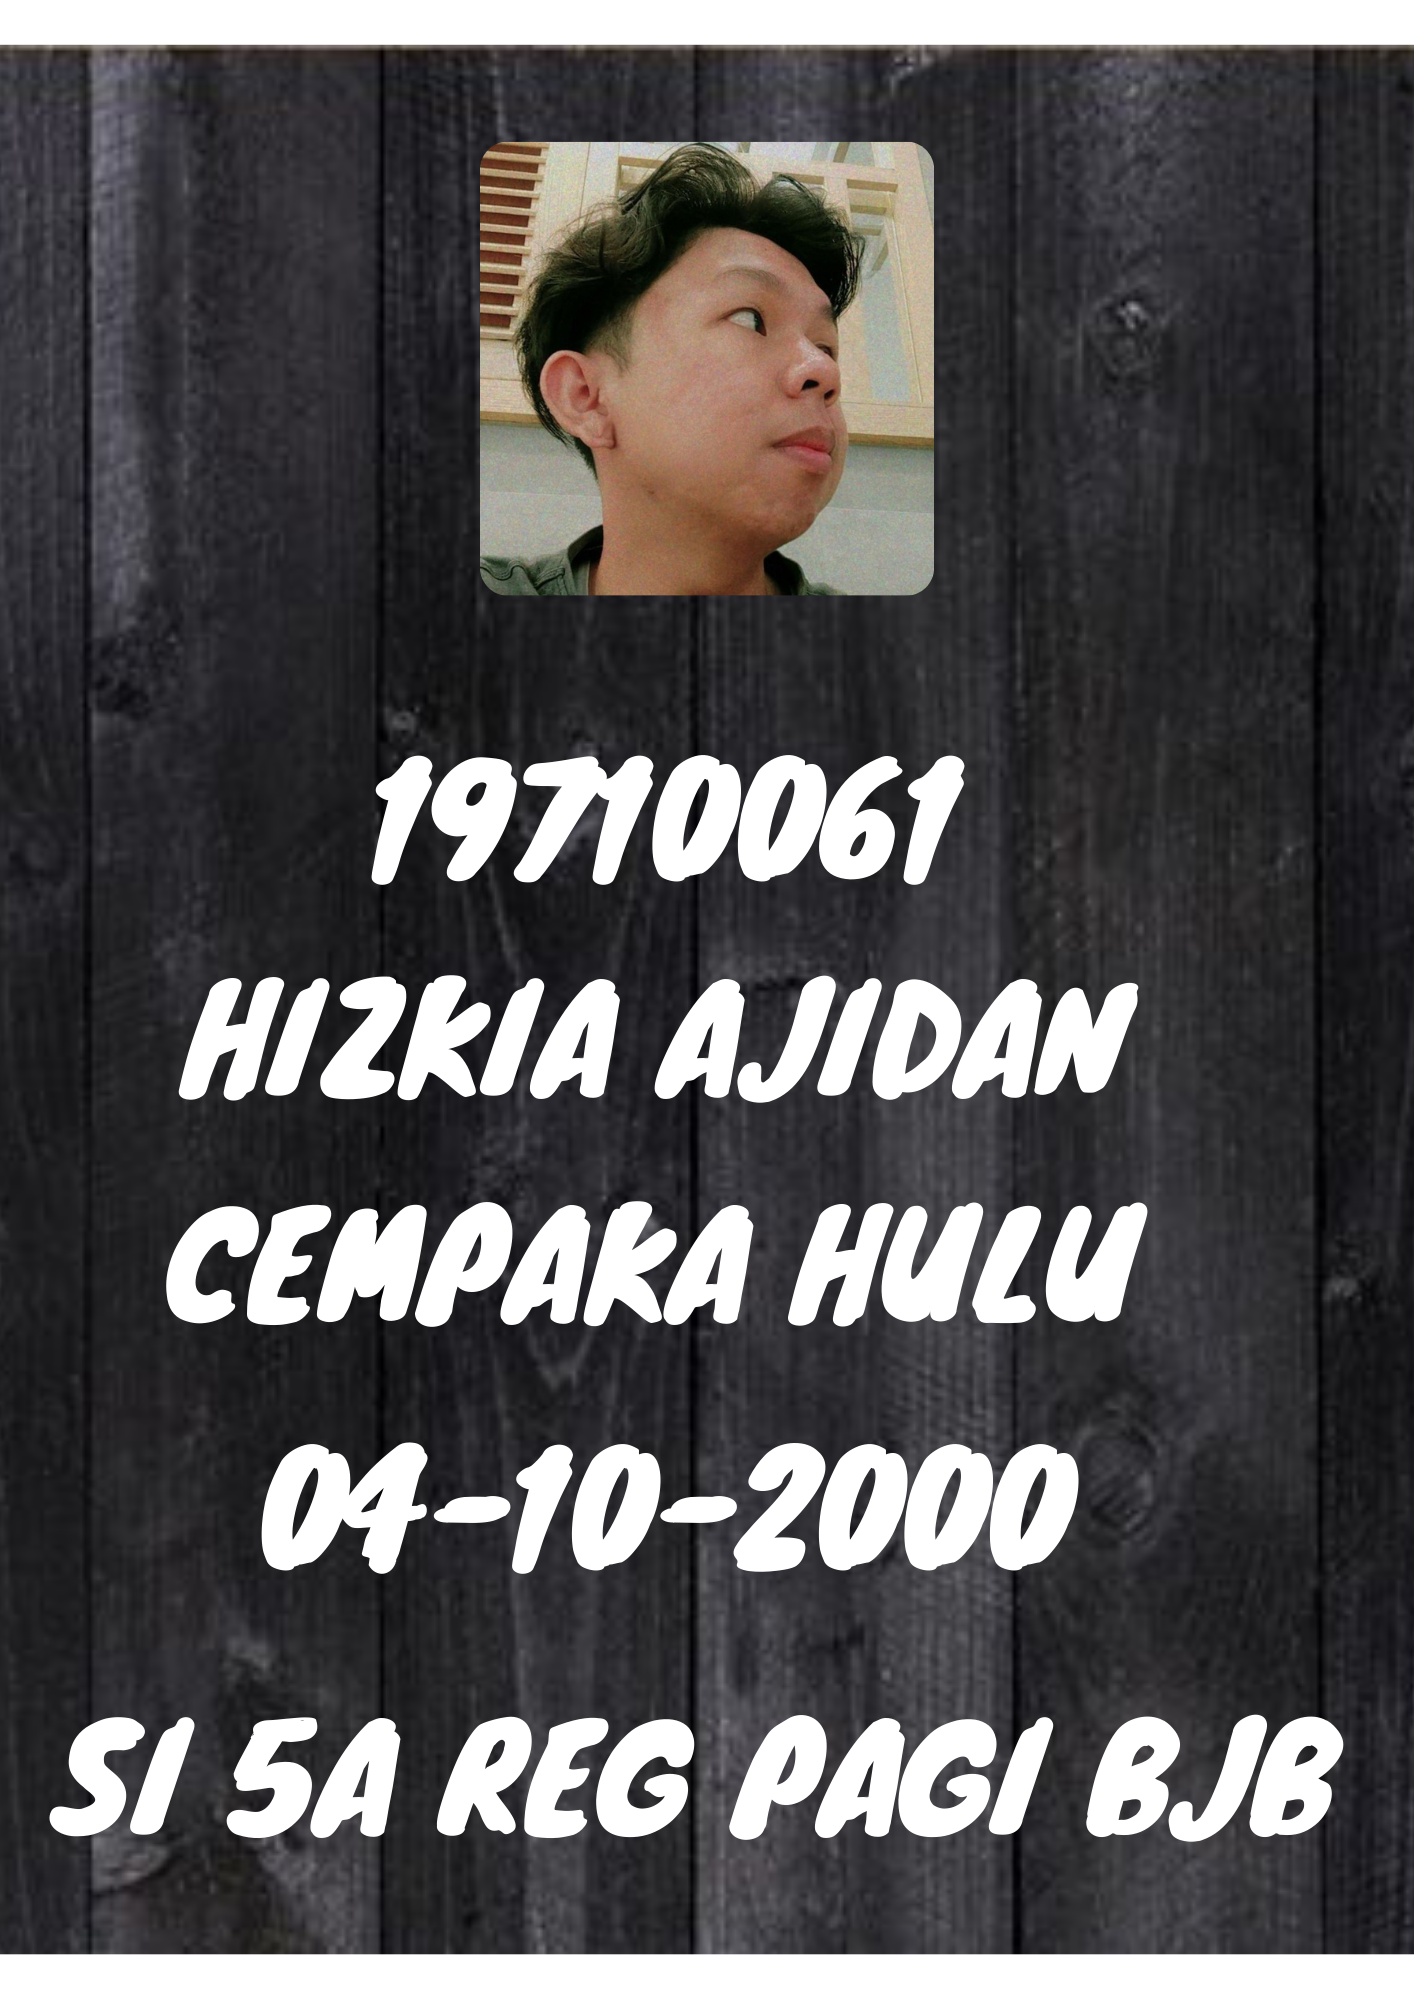 19710061
HIZKIA AJIDAN
CEMPAKA HULU
04-10-2000
SI 5A REG PAGI BJB